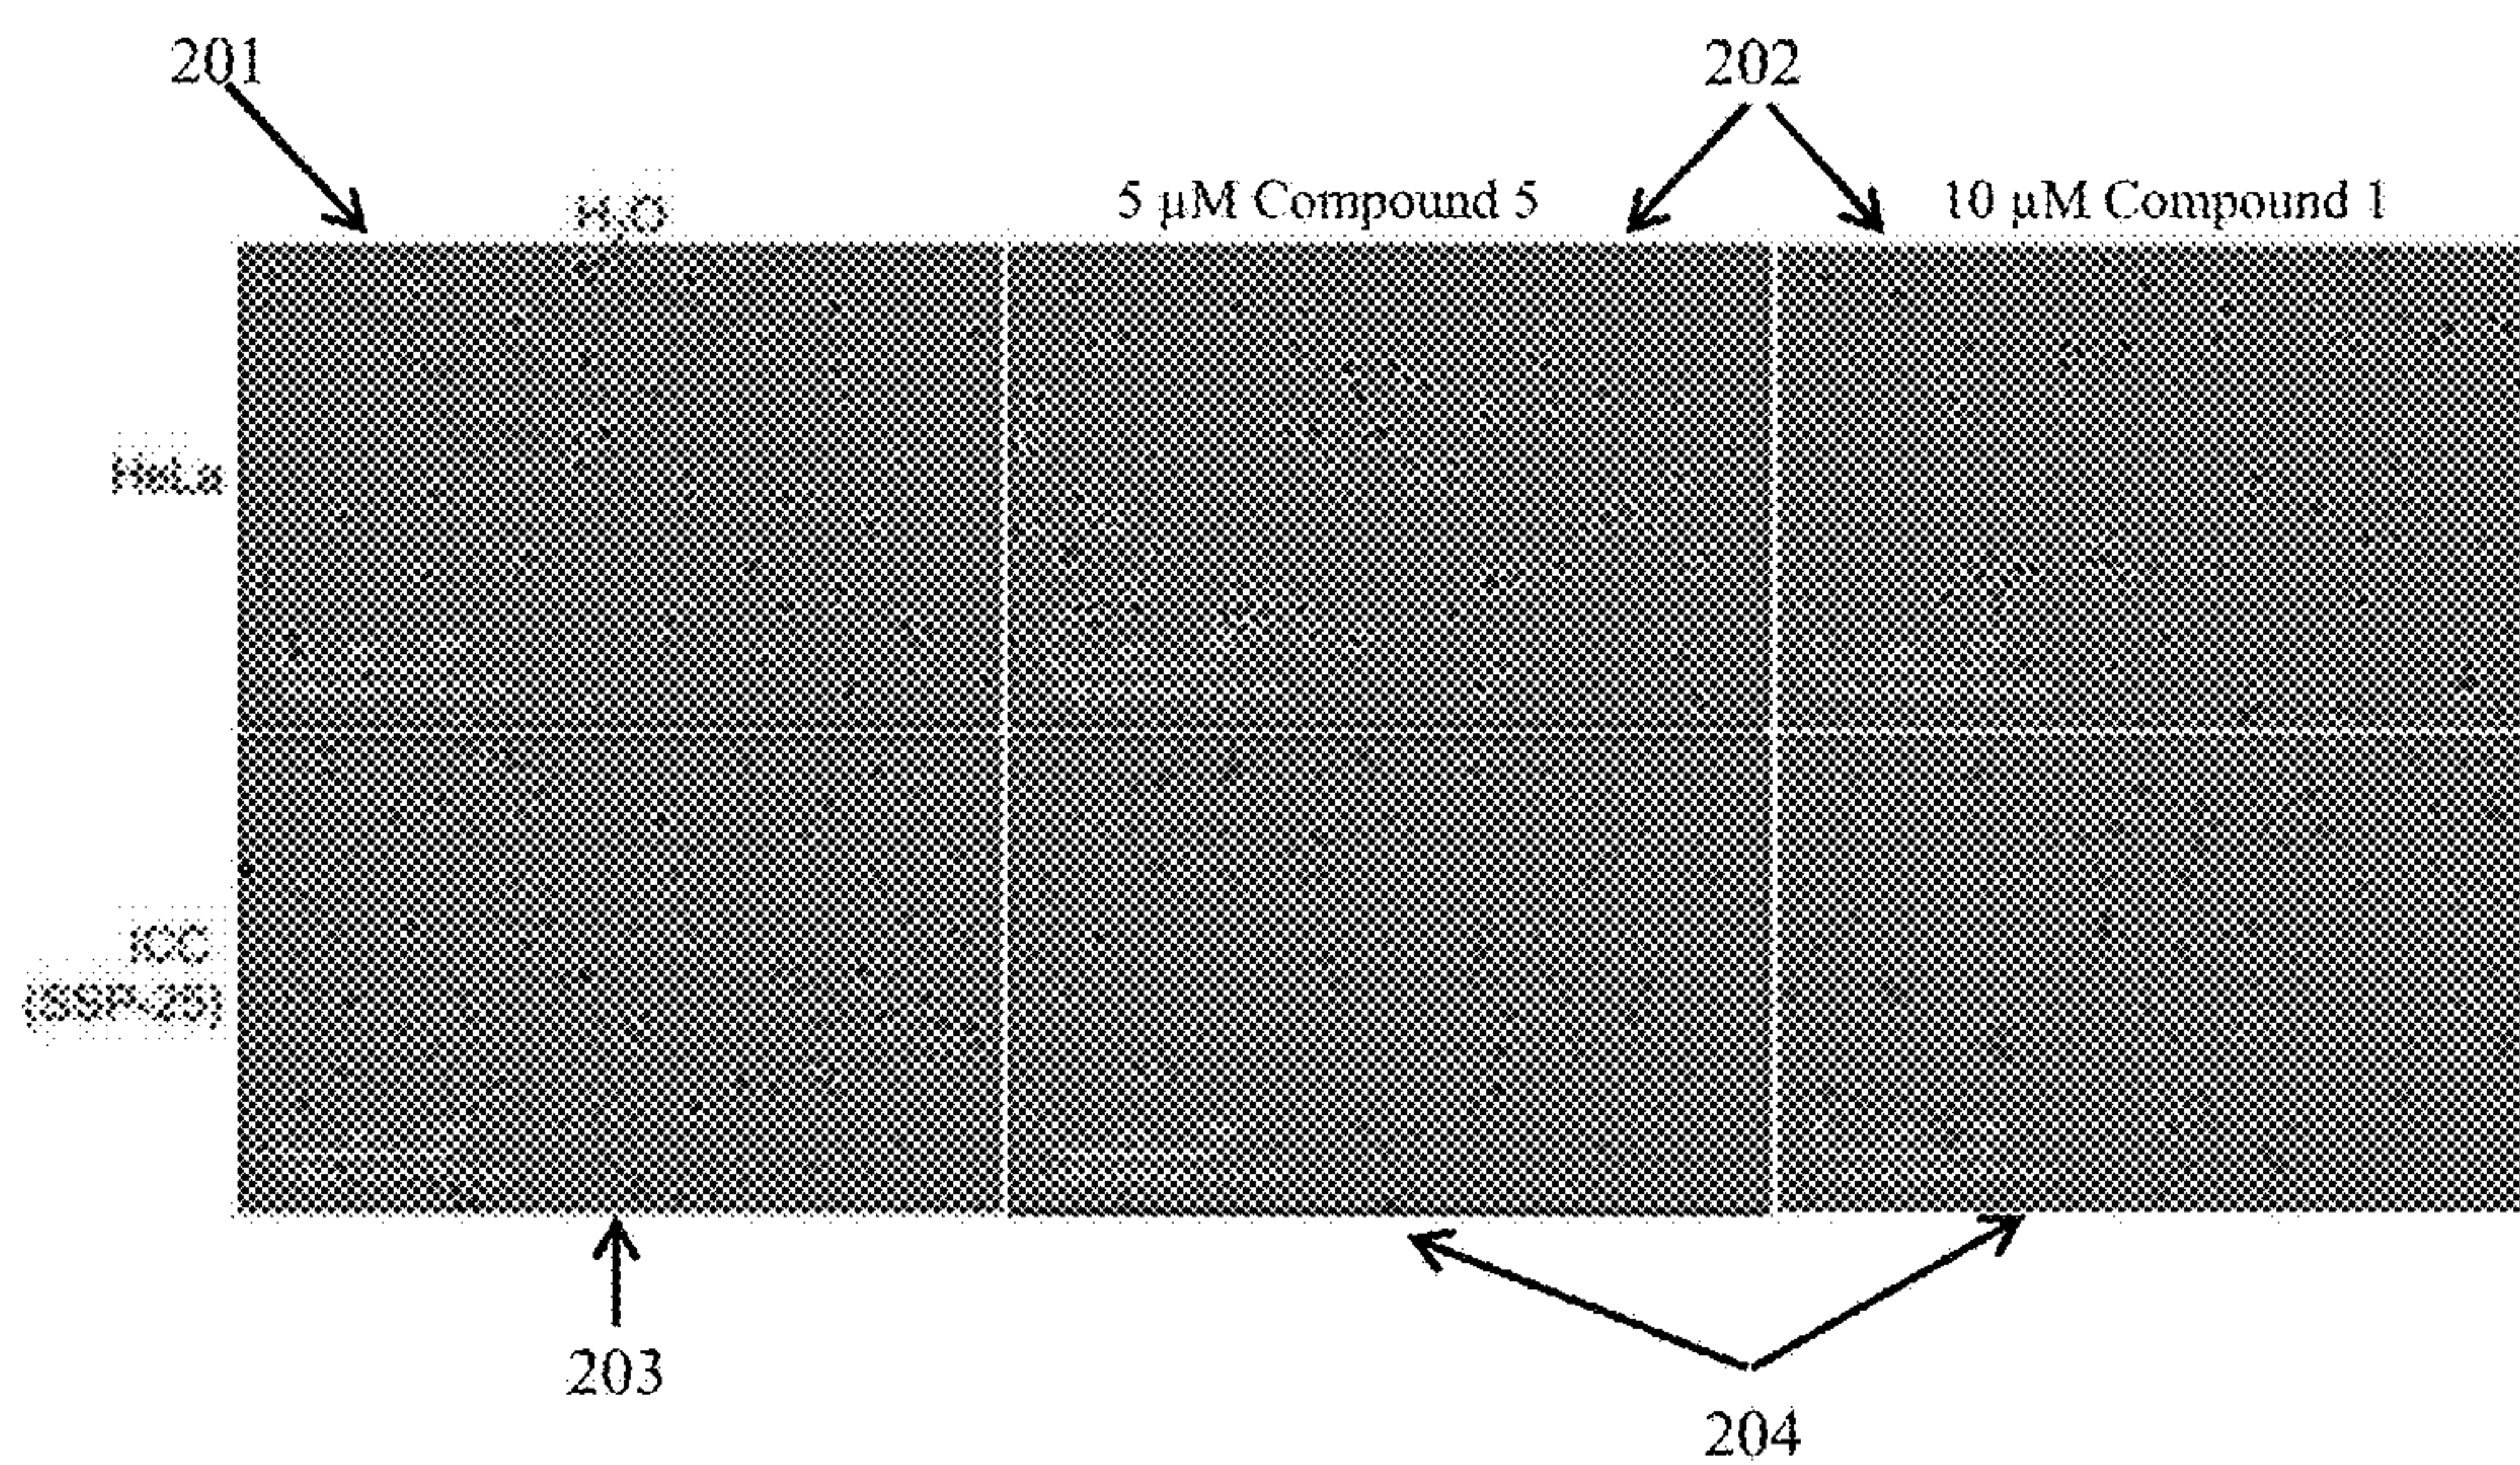 201
202
H₂O
5 µM Compound 5
10 µM Compound 1
HeLa
ICC
(SSP-25)
203
204